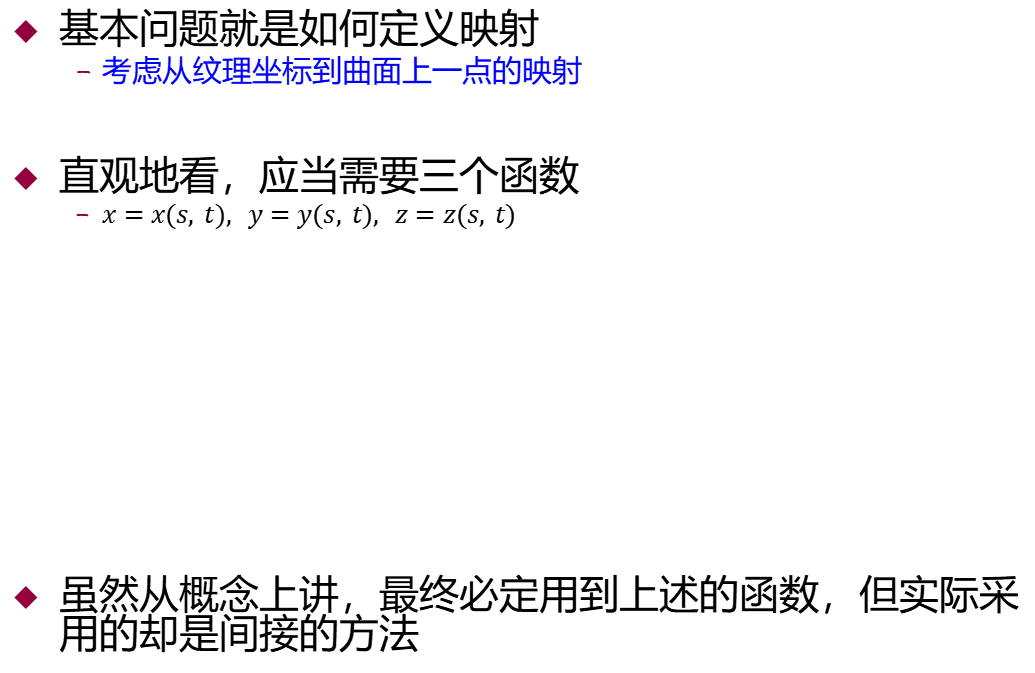 ◆ 基本问题就是如何定义映射
– 考虑从纹理坐标到曲面上一点的映射
◆ 直观地看，应当需要三个函数
– x = x(s, t), y = y(s, t), z = z(s, t)
◆ 虽然从概念上讲，最终必定用到上述的函数，但实际采
用的却是间接的方法